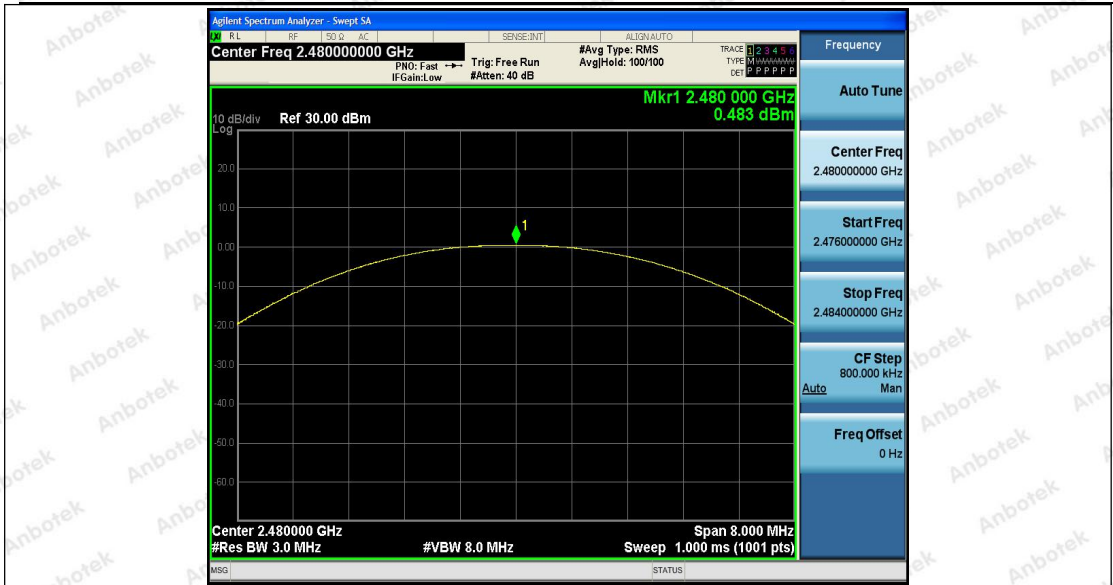 Agilent Spectrum Analyzer - Swept SA
RL RF 50 Ω AC SENSE:INT ALIGN AUTO
Center Freq 2.480000000 GHz
PNO: Fast
IFGain:Low
Trig: Free Run
#Atten: 40 dB
#Avg Type: RMS
Avg|Hold: 100/100
TRACE 1 2 3 4 5 6
TYPE M
DET P P P P P P
Mkr1 2.480 000 GHz
0.483 dBm
10 dB/div
Log
Ref 30.00 dBm
20.0
10.0
0.00
-10.0
-20.0
-30.0
-40.0
-50.0
-60.0
1
Center 2.480000 GHz
Span 8.000 MHz
#Res BW 3.0 MHz
#VBW 8.0 MHz
Sweep 1.000 ms (1001 pts)
MSG
STATUS
Frequency
Auto Tune
Center Freq
2.480000000 GHz
Start Freq
2.476000000 GHz
Stop Freq
2.484000000 GHz
CF Step
800.000 kHz
Auto Man
Freq Offset
0 Hz
Anbotek